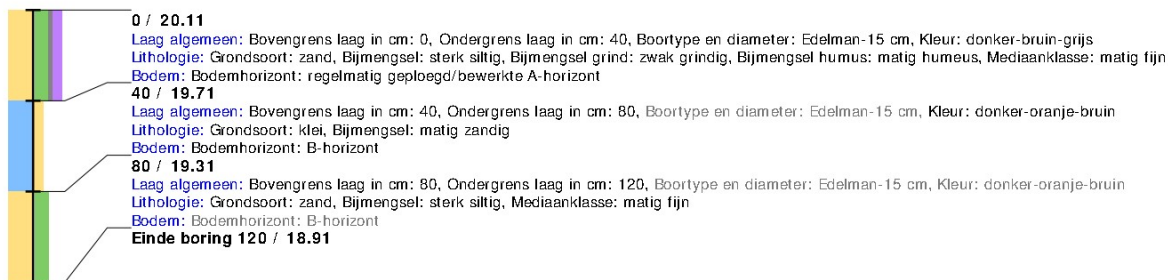 0 / 20.11
Laag algemeen: Bovengrens laag in cm: 0, Ondergrens laag in cm: 40, Boortype en diameter: Edelman-15 cm, Kleur: donker-bruin-grijs
Lithologie: Grondsoort: zand, Bijmengsel: sterk siltig, Bijmengsel grind: zwak grindig, Bijmengsel humus: matig humeus, Mediaanklasse: matig fijn
Bodem: Bodemhorizont: regelmatig geploegd/bewerkte A-horizont
40 / 19.71
Laag algemeen: Bovengrens laag in cm: 40, Ondergrens laag in cm: 80, Boortype en diameter: Edelman-15 cm, Kleur: donker-oranje-bruin
Lithologie: Grondsoort: klei, Bijmengsel: matig zandig
Bodem: Bodemhorizont: B-horizont
80 / 19.31
Laag algemeen: Bovengrens laag in cm: 80, Ondergrens laag in cm: 120, Boortype en diameter: Edelman-15 cm, Kleur: donker-oranje-bruin
Lithologie: Grondsoort: zand, Bijmengsel: sterk siltig, Mediaanklasse: matig fijn
Bodem: Bodemhorizont: B-horizont
Einde boring 120 / 18.91